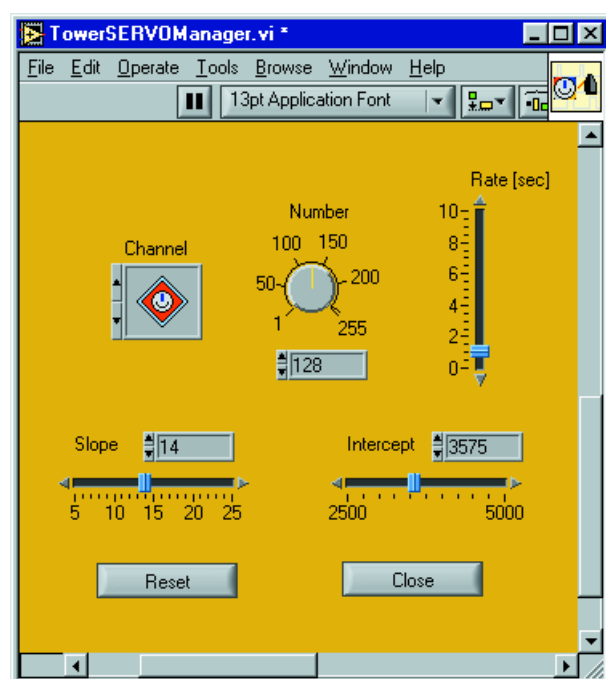 TowerSERVOManager.vi *
File Edit Operate Tools Browse Window Help
13pt Application Font
Rate [sec]
10
8
6
4
2
0
Number
1 50 100 150 200 255
128
Channel
Slope 14
5 10 15 20 25
Intercept 3575
2500 5000
Reset
Close